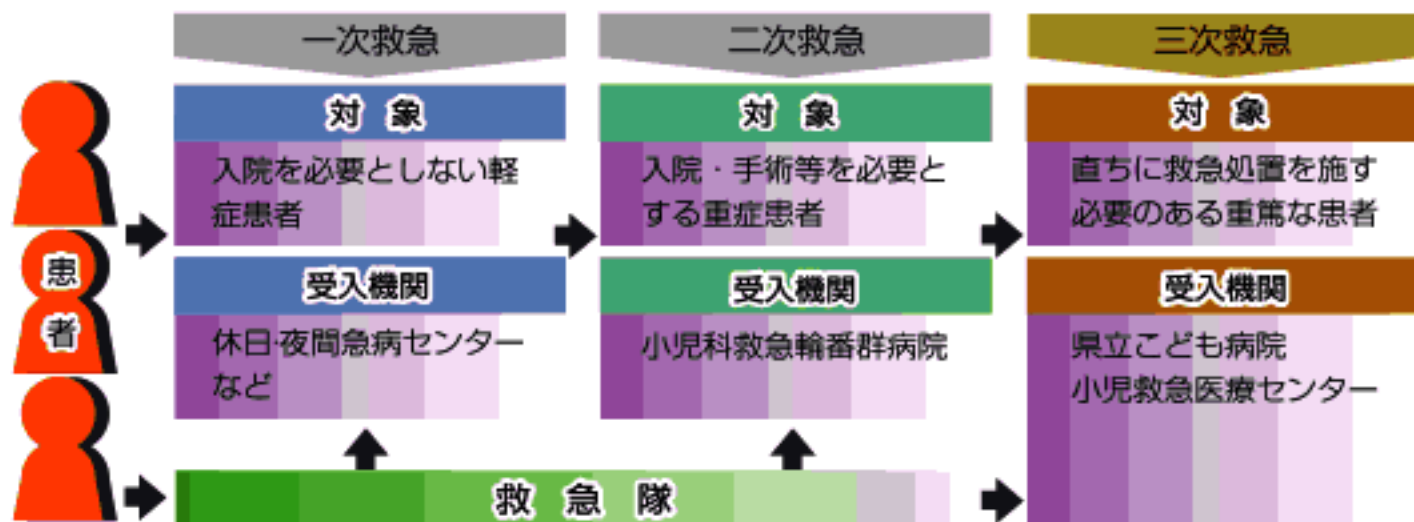 一次救急
二次救急
三次救急
対象
対象
対象
入院を必要としない軽
症患者
入院・手術等を必要と
する重症患者
直ちに救急処置を施す
必要のある重篤な患者
患者
受入機関
受入機関
受入機関
休日・夜間急病センター
など
小児科救急輪番群病院
県立こども病院
小児救急医療センター
救急隊